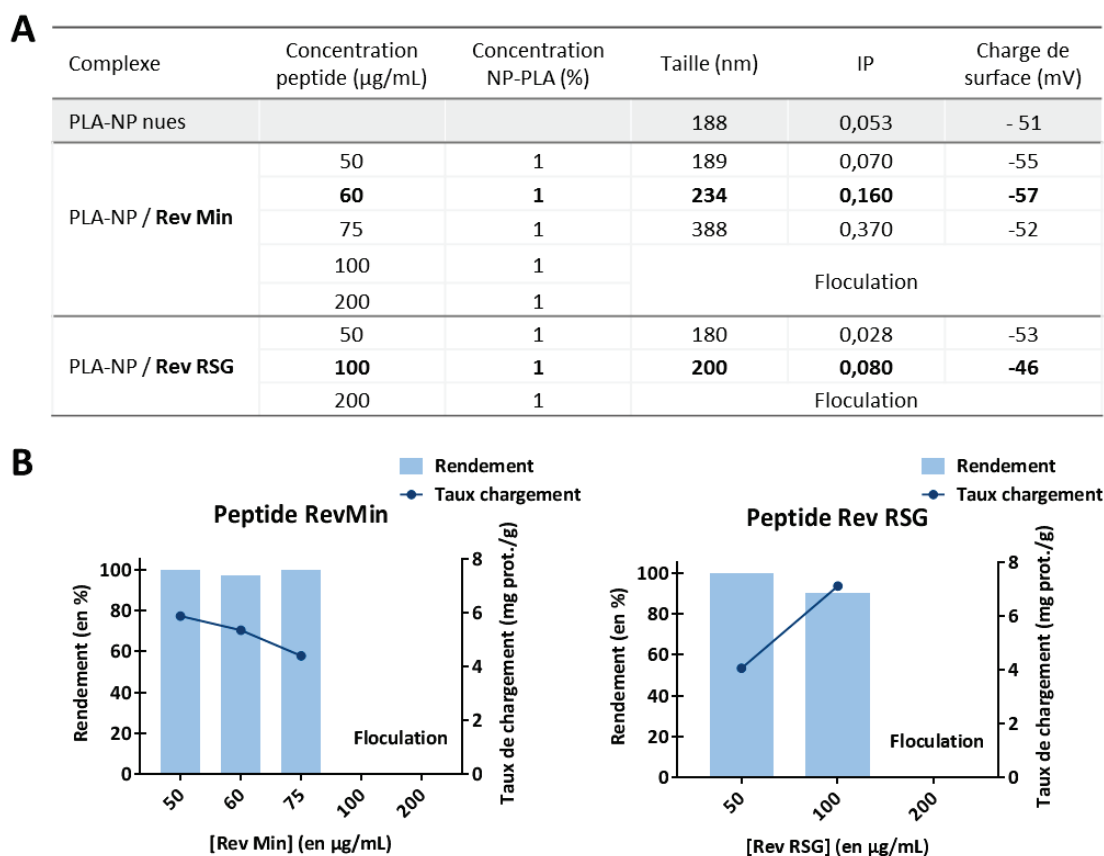 A
Complexe Concentration peptide (µg/mL) Concentration NP-PLA (%) Taille (nm) IP Charge de surface (mV)
PLA-NP nues 188 0,053 - 51
PLA-NP / Rev Min
50 1 189 0,070 -55
60 1 234 0,160 -57
75 1 388 0,370 -52
100 1
Floculation
200 1
PLA-NP / Rev RSG
50 1 180 0,028 -53
100 1 200 0,080 -46
200 1 Floculation
B
Rendement
Taux chargement
Peptide RevMin
Rendement (en %)
100
80
60
40
20
0
8
6
4
2
0
Taux de chargement (mg prot./g)
Floculation
50 60 75 100 200
[Rev Min] (en µg/mL)
Rendement
Taux chargement
Peptide Rev RSG
Rendement (en %)
100
80
60
40
20
0
8
6
4
2
0
Taux de chargement (mg prot./g)
Floculation
50 100 200
[Rev RSG] (en µg/mL)